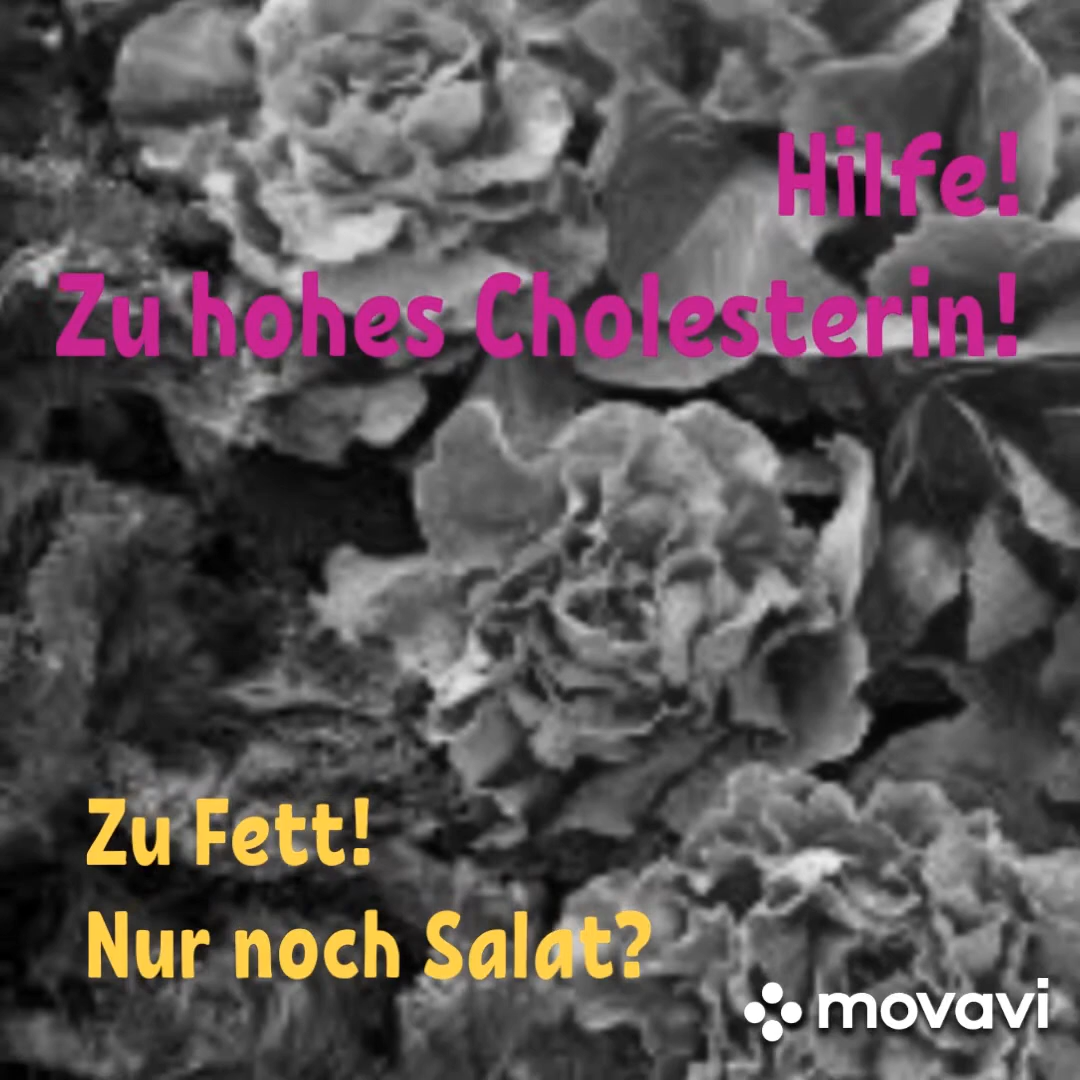 Hilfe!
Zu hohes Cholesterin!
Zu Fett!
Nur noch Salat?
movavi